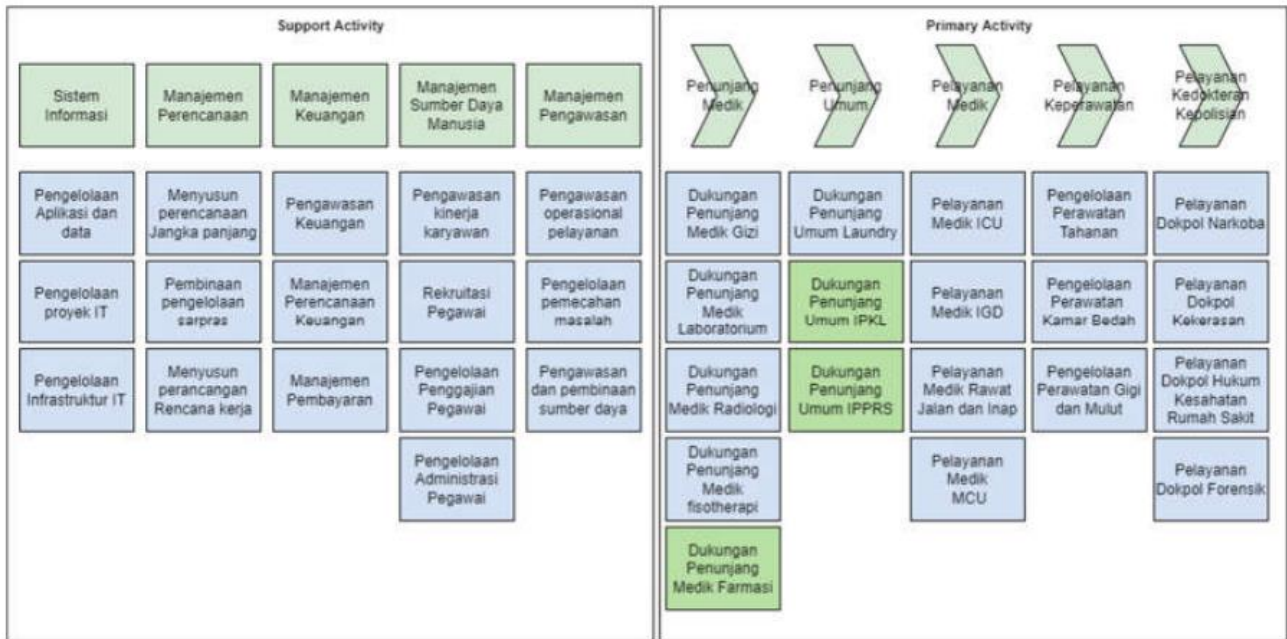 Support Activity
Sistem
Informasi
Manajemen
Perencanaan
Manajemen
Keuangan
Manajemen
Sumber Daya
Manusia
Manajemen
Pengawasan
Pengelolaan
Aplikasi dan
data
Menyusun
perencanaan
Jangka panjang
Pengawasan
Keuangan
Pengawasan
kinerja
karyawan
Pengawasan
operasional
pelayanan
Pengelolaan
proyek IT
Pembinaan
pengelolaan
sarpras
Manajemen
Perencanaan
Keuangan
Rekruitasi
Pegawai
Pengelolaan
pemecahan
masalah
Pengelolaan
Infrastruktur IT
Menyusun
perancangan
Rencana kerja
Manajemen
Pembayaran
Pengelolaan
Penggajian
Pegawai
Pengawasan
dan pembinaan
sumber daya
Pengelolaan
Administrasi
Pegawai
Primary Activity
Penunjang
Medik
Penunjang
Umum
Pelayanan
Medik
Pelayanan
Keperawatan
Pelayanan
Kedokteran
Kepolisian
Dukungan
Penunjang
Medik Gizi
Dukungan
Penunjang
Umum Laundry
Pelayanan
Medik ICU
Pengelolaan
Perawatan
Tahanan
Pelayanan
Dokpol Narkoba
Dukungan
Penunjang
Medik
Laboratorium
Dukungan
Penunjang
Umum IPKL
Pelayanan
Medik IGD
Pengelolaan
Perawatan
Kamar Bedah
Pelayanan
Dokpol
Kekerasan
Dukungan
Penunjang
Medik Radiologi
Dukungan
Penunjang
Umum IPPRS
Pelayanan
Medik Rawat
Jalan dan Inap
Pengelolaan
Perawatan Gigi
dan Mulut
Pelayanan
Dokpol Hukum
Kesahatan
Rumah Sakit
Dukungan
Penunjang
Medik
fisotherapi
Pelayanan
Medik
MCU
Pelayanan
Dokpol Forensik
Dukungan
Penunjang
Medik Farmasi